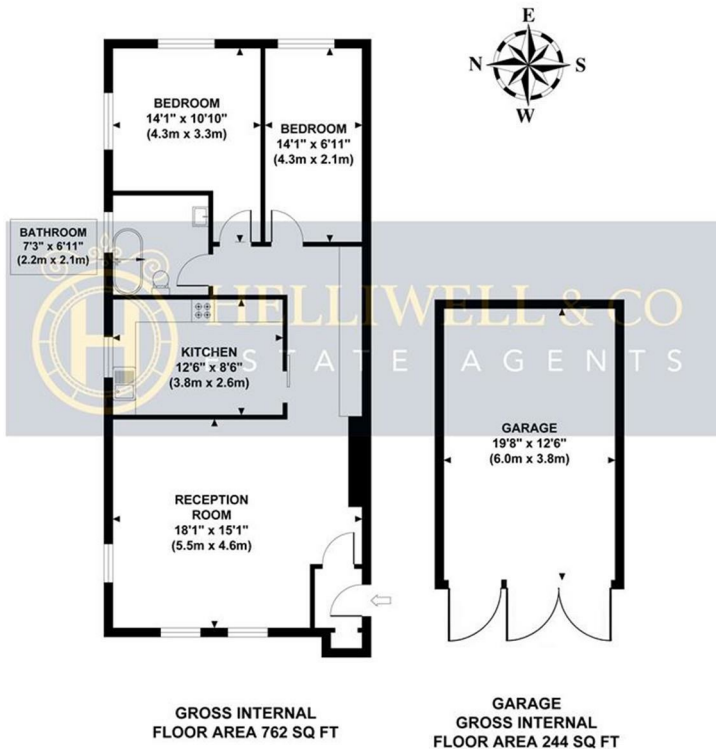 E
N
S
W
BEDROOM
14'1" x 10'10"
(4.3m x 3.3m)
BEDROOM
14'1" x 6'11"
(4.3m x 2.1m)
BATHROOM
7'3" x 6'11"
(2.2m x 2.1m)
H
HELLIWELL & CO
ESTATE AGENTS
KITCHEN
12'6" x 8'6"
(3.8m x 2.6m)
GARAGE
19'8" x 12'6"
(6.0m x 3.8m)
RECEPTION
ROOM
18'1" x 15'1"
(5.5m x 4.6m)
GROSS INTERNAL
FLOOR AREA 762 SQ FT
GARAGE
GROSS INTERNAL
FLOOR AREA 244 SQ FT